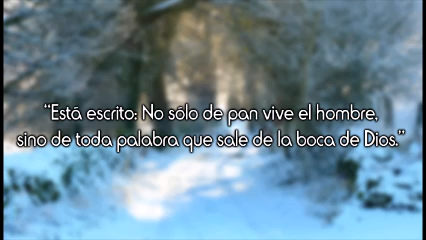 “Está escrito: No sólo de pan vive el hombre,
sino de toda palabra que sale de la boca de Dios.”